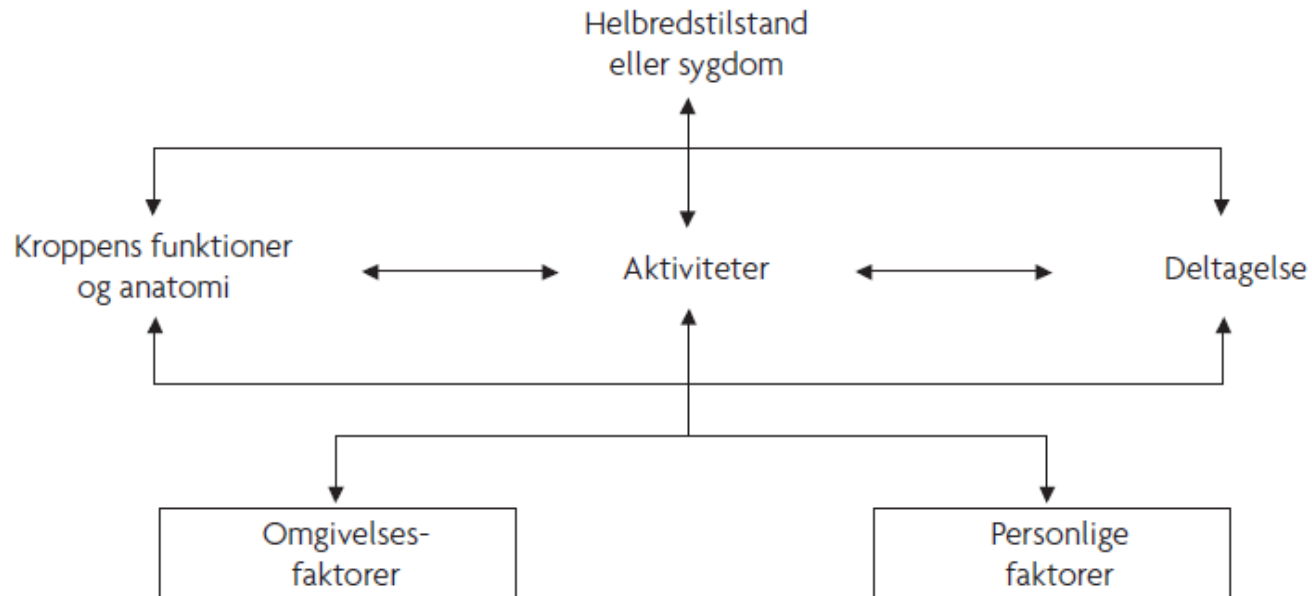 Helbredstilstand
eller sygdom
Kroppens funktioner
og anatomi
Aktiviteter
Deltagelse
Omgivelses-
faktorer
Personlige
faktorer